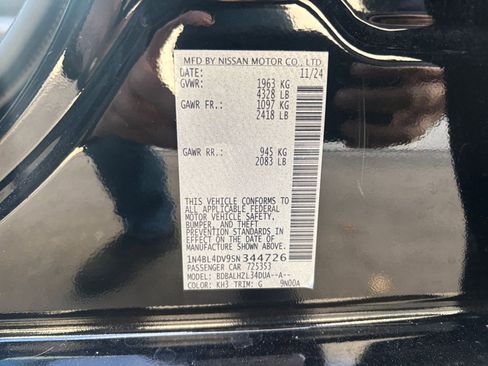 MFD BY NISSAN MOTOR CO., LTD.
DATE: 11/24
GVWR: 1963 KG
4328 LB
GAWR FR.: 1097 KG
2418 LB
GAWR RR.: 945 KG
2083 LB
THIS VEHICLE CONFORMS TO
ALL APPLICABLE FEDERAL
MOTOR VEHICLE SAFETY,
BUMPER, AND THEFT
PREVENTION STANDARDS IN
EFFECT ON THE DATE OF
MANUFACTURE SHOWN ABOVE.
1N4BL4DV9SN344726
PASSENGER CAR 725353
MODEL: BDBALHZL34DUA--A--
COLOR: KH3 TRIM: G 9N00A